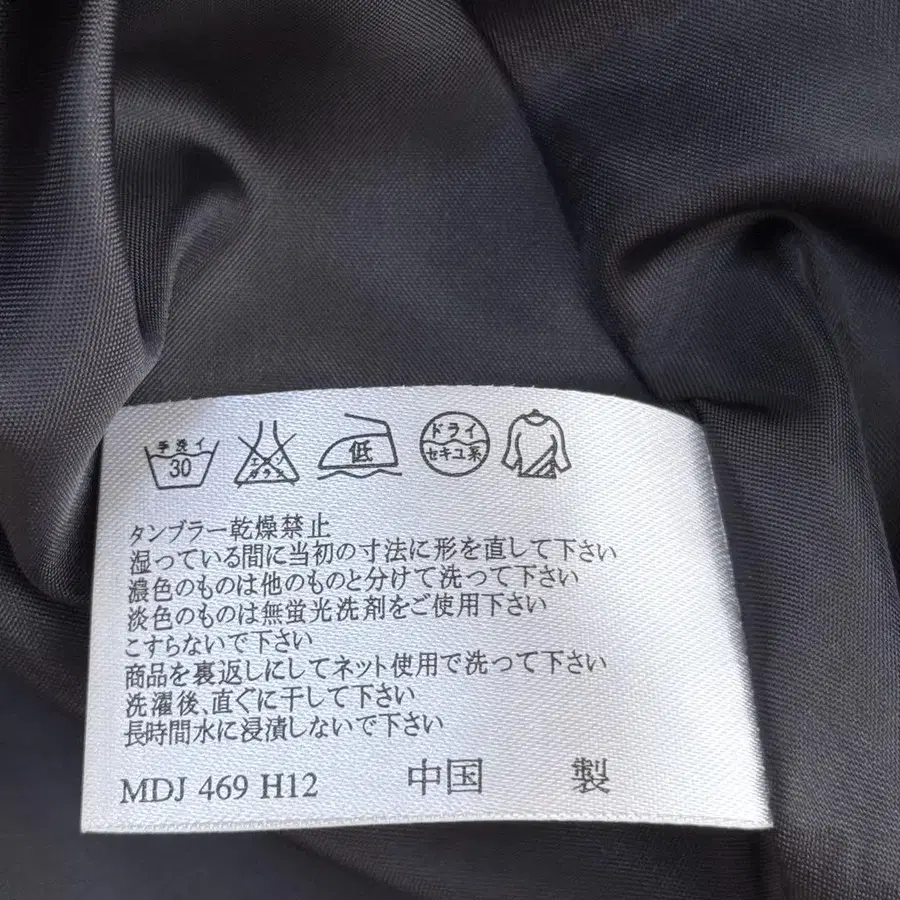 手洗イ
30
エンソ
サラシ
低
ドライ
セキユ系
タンブラー乾燥禁止
湿っている間に当初の寸法に形を直して下さい
濃色のものは他のものと分けて洗って下さい
淡色のものは無蛍光洗剤をご使用下さい
こすらないで下さい
商品を裏返しにしてネット使用で洗って下さい
洗濯後、直ぐに干して下さい
長時間水に浸漬しないで下さい
MDJ 469 H12 中国 製